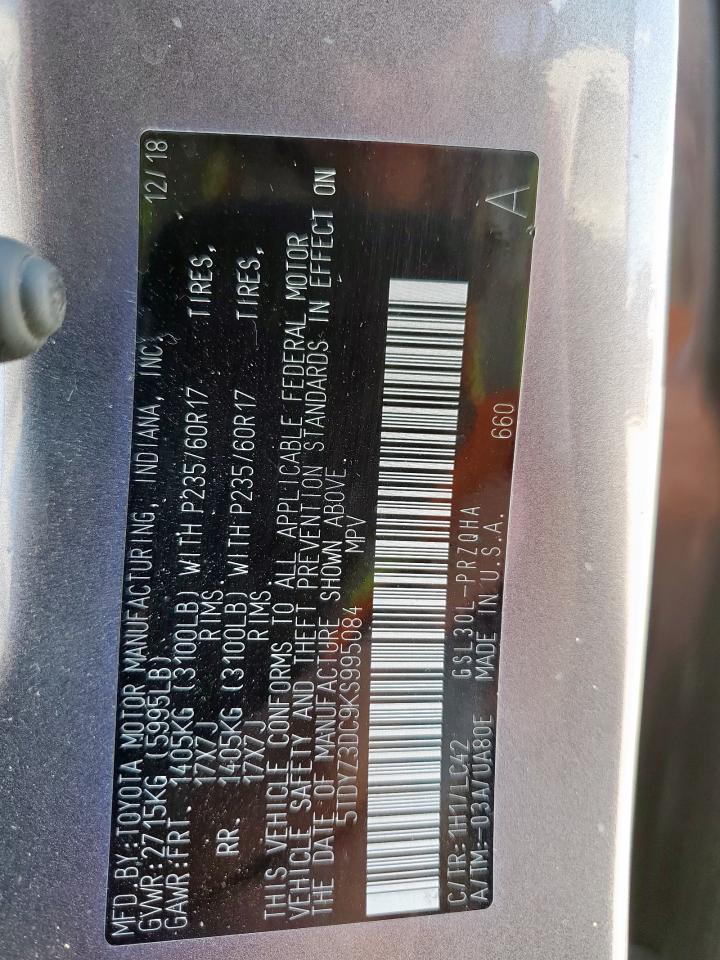 MFD.BY:TOYOTA MOTOR MANUFACTURING, INDIANA, INC. 12/18
GVWR:2715KG (5995LB)
GAWR:FRT. 1405KG (3100LB) WITH P235/60R17 TIRES,
17X7J RIMS,
RR. 1405KG (3100LB) WITH P235/60R17 TIRES,
17X7J RIMS
THIS VEHICLE CONFORMS TO ALL APPLICABLE FEDERAL MOTOR
VEHICLE SAFETY AND THEFT PREVENTION STANDARDS IN EFFECT ON
THE DATE OF MANUFACTURE SHOWN ABOVE.
5TDYZ3DC9KS995084 MPV
C/TR:1H1/LC42 GSL30L-PRZQHA
A/TM:-03A/UA80E MADE IN U.S.A. 660 A